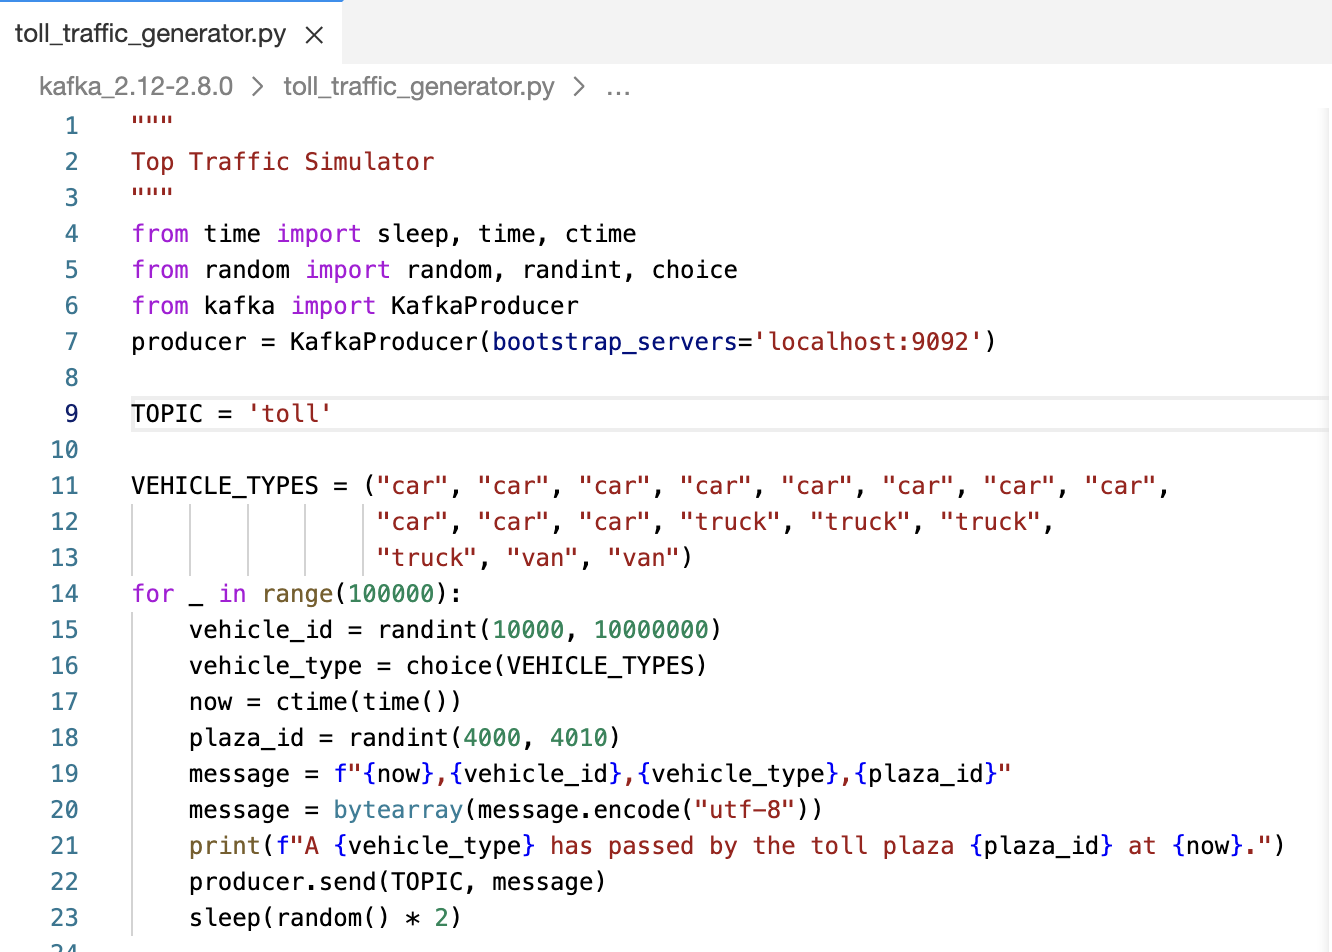 toll_traffic_generator.py ×
kafka_2.12-2.8.0 > toll_traffic_generator.py > ...
1 """
2 Top Traffic Simulator
3 """
4 from time import sleep, time, ctime
5 from random import random, randint, choice
6 from kafka import KafkaProducer
7 producer = KafkaProducer(bootstrap_servers='localhost:9092')
8
9 TOPIC = 'toll'
10
11 VEHICLE_TYPES = ("car", "car", "car", "car", "car", "car", "car", "car",
12                  "car", "car", "car", "truck", "truck", "truck",
13                  "truck", "van", "van")
14 for _ in range(100000):
15     vehicle_id = randint(10000, 10000000)
16     vehicle_type = choice(VEHICLE_TYPES)
17     now = ctime(time())
18     plaza_id = randint(4000, 4010)
19     message = f"{now},{vehicle_id},{vehicle_type},{plaza_id}"
20     message = bytearray(message.encode("utf-8"))
21     print(f"A {vehicle_type} has passed by the toll plaza {plaza_id} at {now}.")
22     producer.send(TOPIC, message)
23     sleep(random() * 2)
24